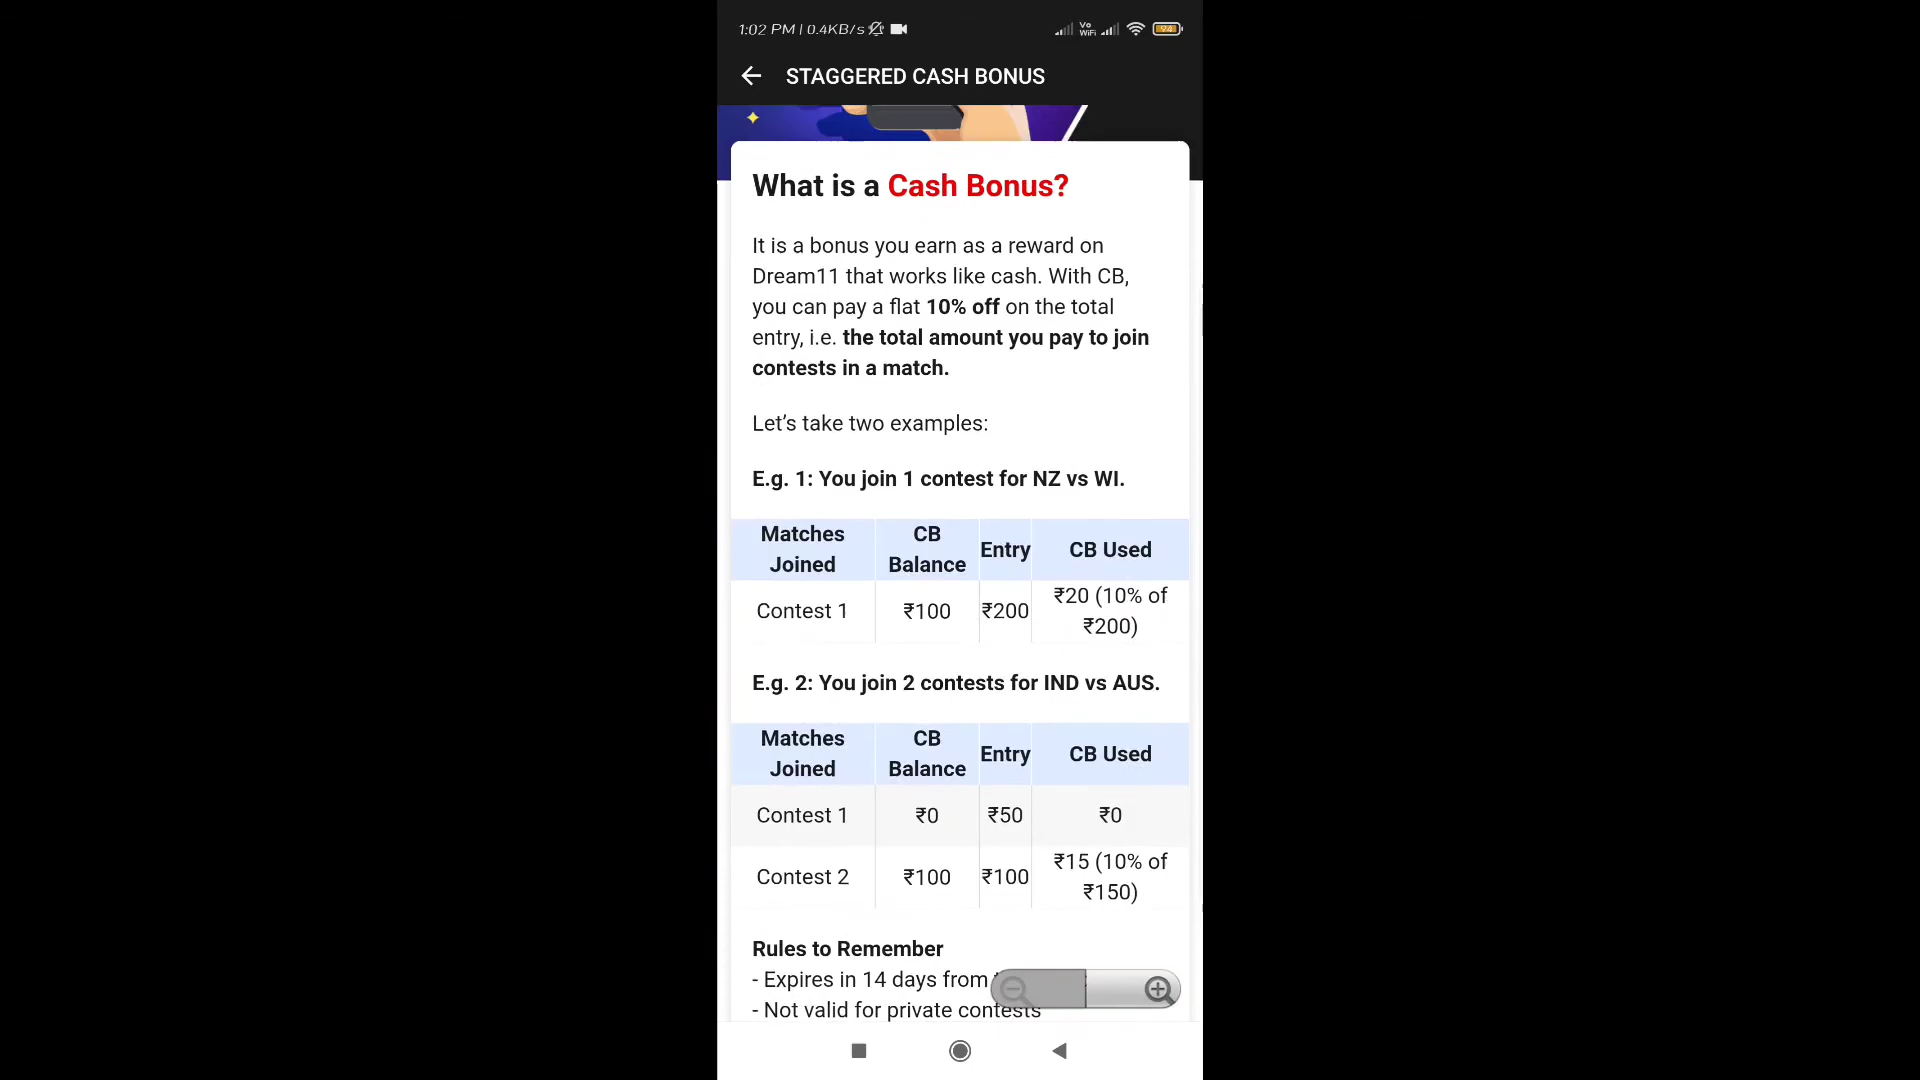 1:02 PM | 0.4KB/s
Vo
WiFi
94
STAGGERED CASH BONUS
What is a Cash Bonus?
It is a bonus you earn as a reward on
Dream11 that works like cash. With CB,
you can pay a flat 10% off on the total
entry, i.e. the total amount you pay to join
contests in a match.
Let’s take two examples:
E.g. 1: You join 1 contest for NZ vs WI.
Matches Joined CB Balance Entry CB Used
Contest 1 ₹100 ₹200 ₹20 (10% of ₹200)
E.g. 2: You join 2 contests for IND vs AUS.
Matches Joined CB Balance Entry CB Used
Contest 1 ₹0 ₹50 ₹0
Contest 2 ₹100 ₹100 ₹15 (10% of ₹150)
Rules to Remember
- Expires in 14 days from
- Not valid for private contests